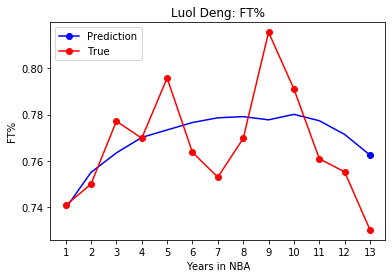 Luol Deng: FT%
Prediction
True
FT%
0.80
0.78
0.76
0.74
1 2 3 4 5 6 7 8 9 10 11 12 13
Years in NBA